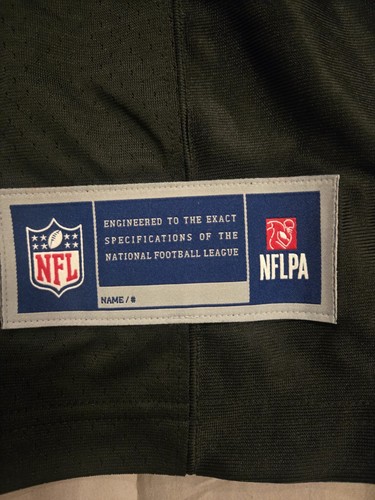 NFL
ENGINEERED TO THE EXACT
SPECIFICATIONS OF THE
NATIONAL FOOTBALL LEAGUE
NAME / #
NFLPA